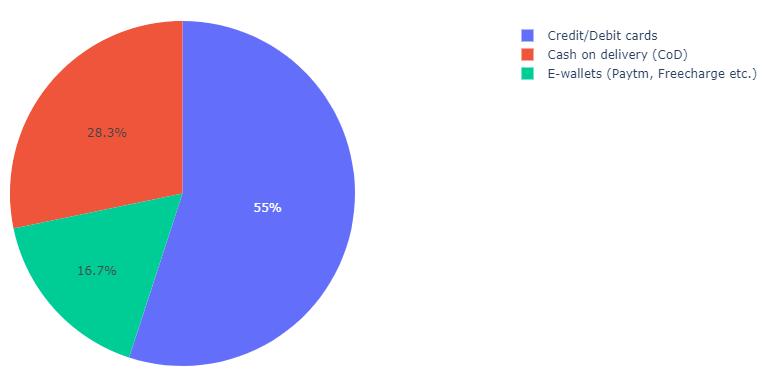 Credit/Debit cards
Cash on delivery (CoD)
E-wallets (Paytm, Freecharge etc.)
28.3%
55%
16.7%